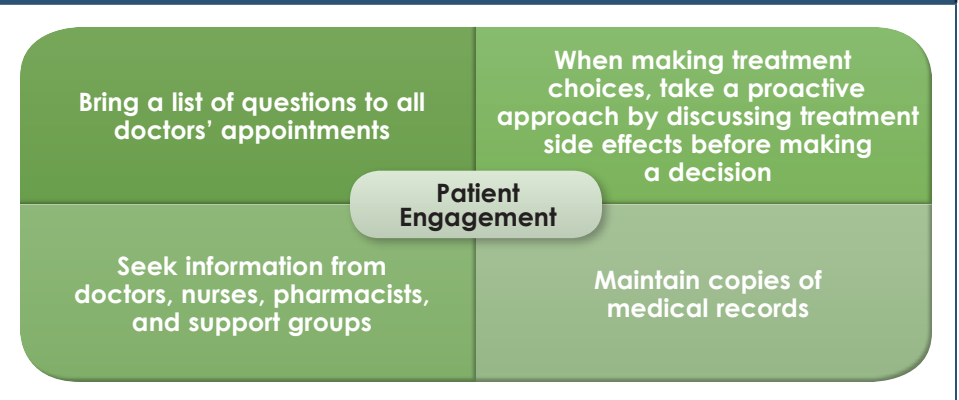 Bring a list of questions to all
doctors’ appointments
When making treatment
choices, take a proactive
approach by discussing treatment
side effects before making
a decision
Patient
Engagement
Seek information from
doctors, nurses, pharmacists,
and support groups
Maintain copies of
medical records